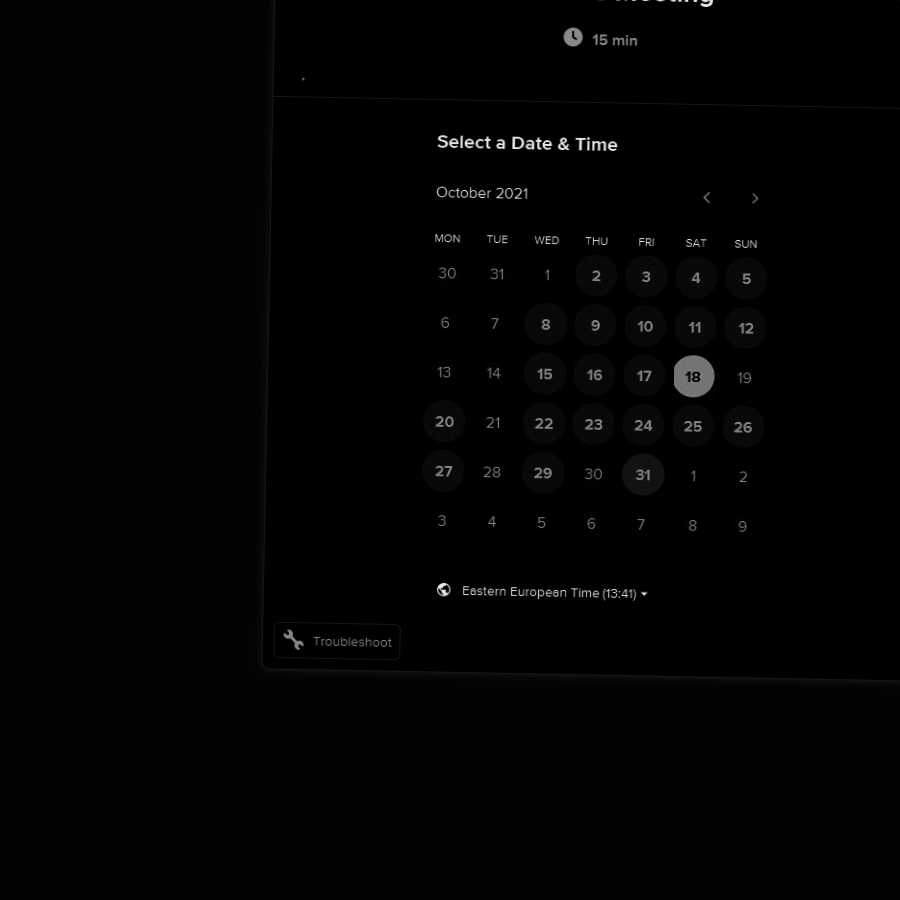 15 min
Select a Date & Time
October 2021
MON TUE WED THU FRI SAT SUN
30 31 1 2 3 4 5
6 7 8 9 10 11 12
13 14 15 16 17 18 19
20 21 22 23 24 25 26
27 28 29 30 31 1 2
3 4 5 6 7 8 9
Eastern European Time (13:41)
Troubleshoot